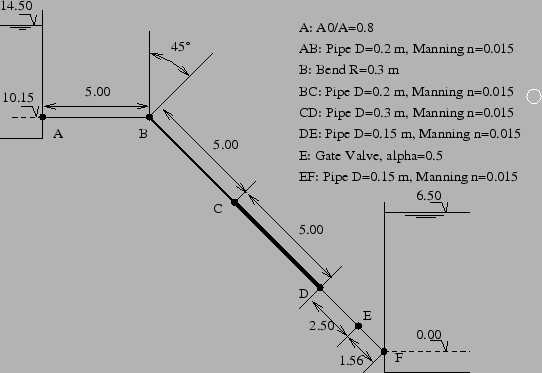 14.50
10.15
5.00
45°
A
B
5.00
C
5.00
D
2.50
E
1.56
F
A: A0/A=0.8
AB: Pipe D=0.2 m, Manning n=0.015
B: Bend R=0.3 m
BC: Pipe D=0.2 m, Manning n=0.015
CD: Pipe D=0.3 m, Manning n=0.015
DE: Pipe D=0.15 m, Manning n=0.015
E: Gate Valve, alpha=0.5
EF: Pipe D=0.15 m, Manning n=0.015
6.50
0.00